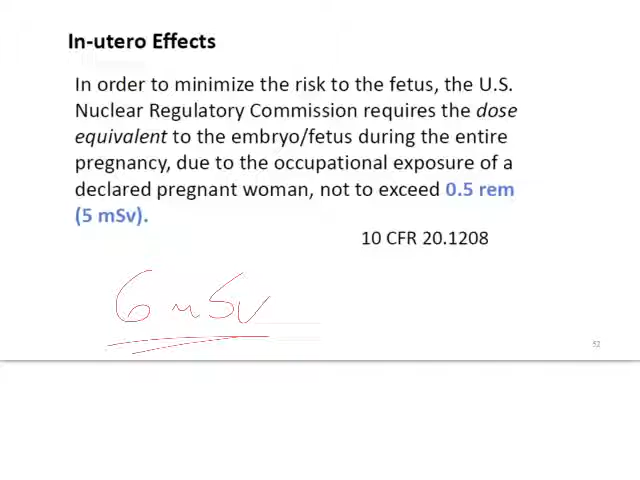 In-utero Effects
In order to minimize the risk to the fetus, the U.S.
Nuclear Regulatory Commission requires the dose
equivalent to the embryo/fetus during the entire
pregnancy, due to the occupational exposure of a
declared pregnant woman, not to exceed 0.5 rem
(5 mSv).
10 CFR 20.1208
6 mSv
52